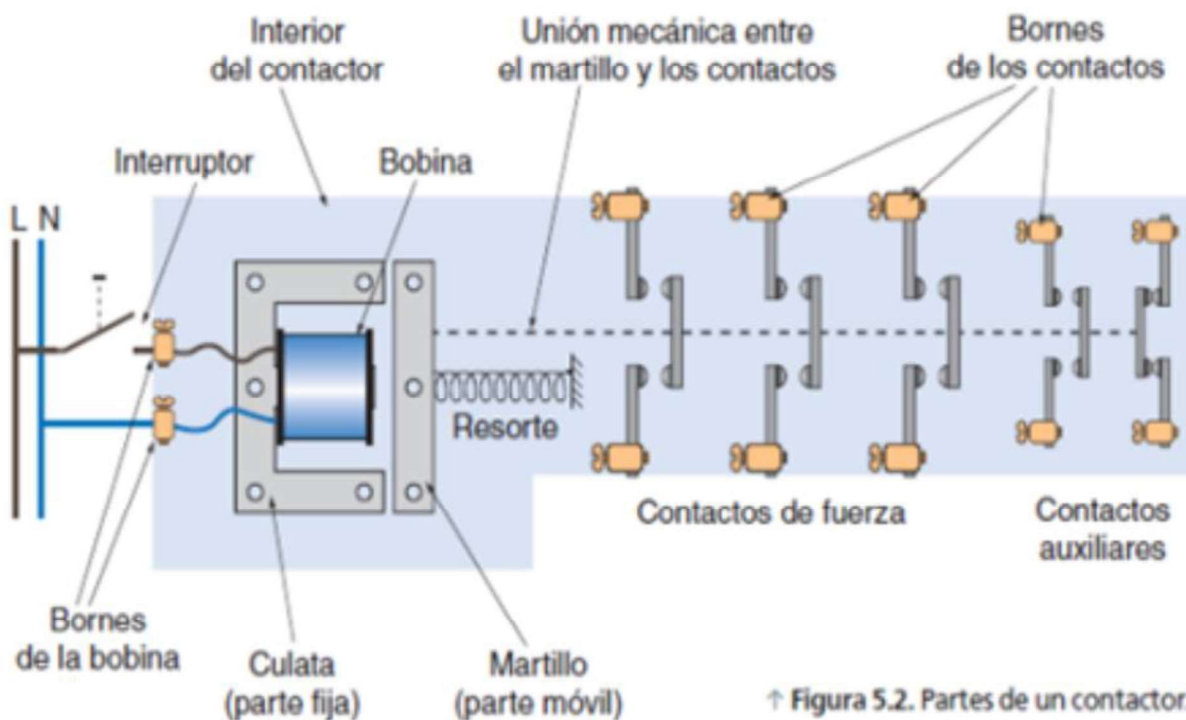 Interior
del contactor
Unión mecánica entre
el martillo y los contactos
Bornes
de los contactos
Interruptor
Bobina
L N
Resorte
Contactos de fuerza
Contactos
auxiliares
Bornes
de la bobina
Culata
(parte fija)
Martillo
(parte móvil)
↑ Figura 5.2. Partes de un contactor.